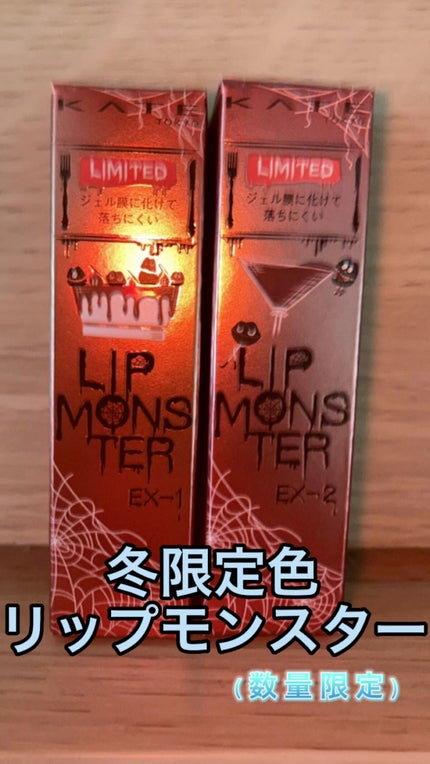 KATE
TOKYO
LIMITED
ジェル膜に化けて
落ちにくい
LIP
MONS
TER
EX-1
KATE
LIMITED
ジェル膜に化けて
落ちにくい
LIP
MONS
TER
EX-2
冬限定色
リップモンスター
(数量限定)